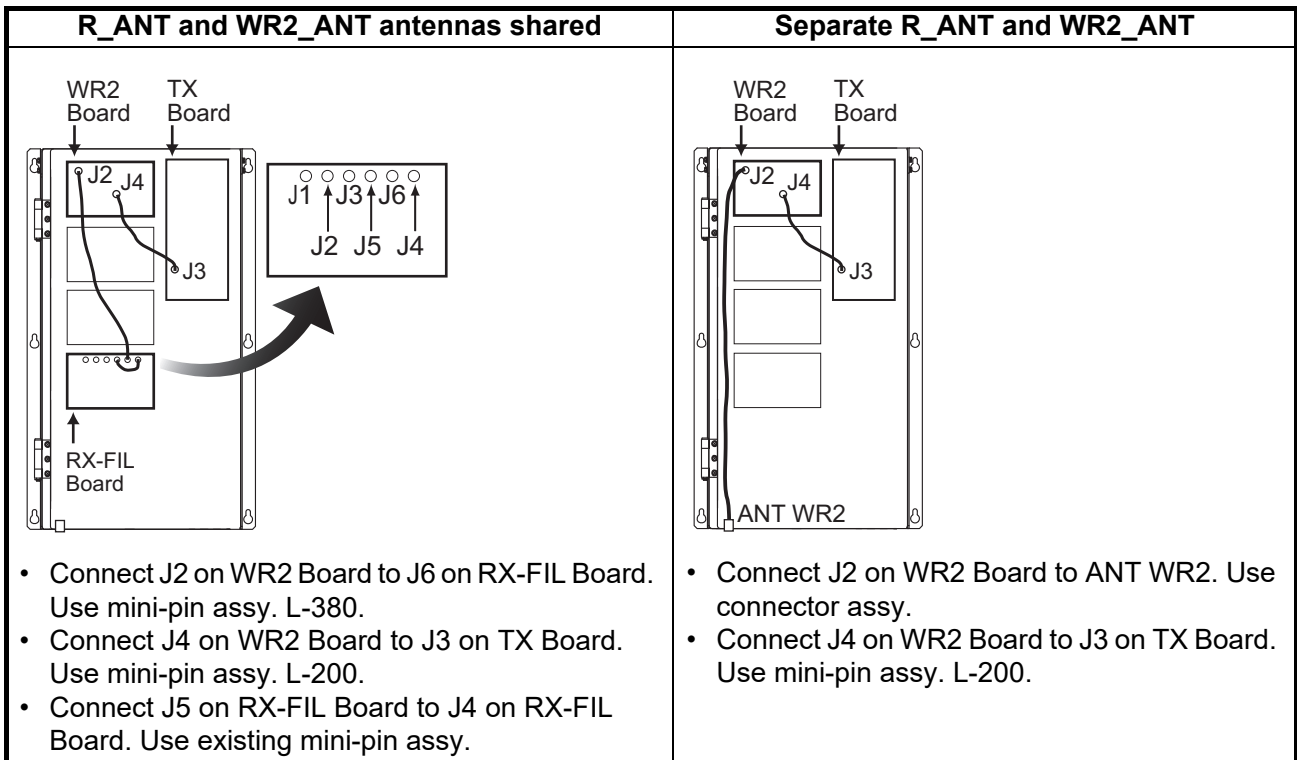 R_ANT and WR2_ANT antennas shared
WR2
Board
TX
Board
J2
J4
J3
J1
J3
J6
J2
J5
J4
RX-FIL
Board
• Connect J2 on WR2 Board to J6 on RX-FIL Board.
Use mini-pin assy. L-380.
• Connect J4 on WR2 Board to J3 on TX Board.
Use mini-pin assy. L-200.
• Connect J5 on RX-FIL Board to J4 on RX-FIL
Board. Use existing mini-pin assy.
Separate R_ANT and WR2_ANT
WR2
Board
TX
Board
J2
J4
J3
ANT WR2
• Connect J2 on WR2 Board to ANT WR2. Use
connector assy.
• Connect J4 on WR2 Board to J3 on TX Board.
Use mini-pin assy. L-200.